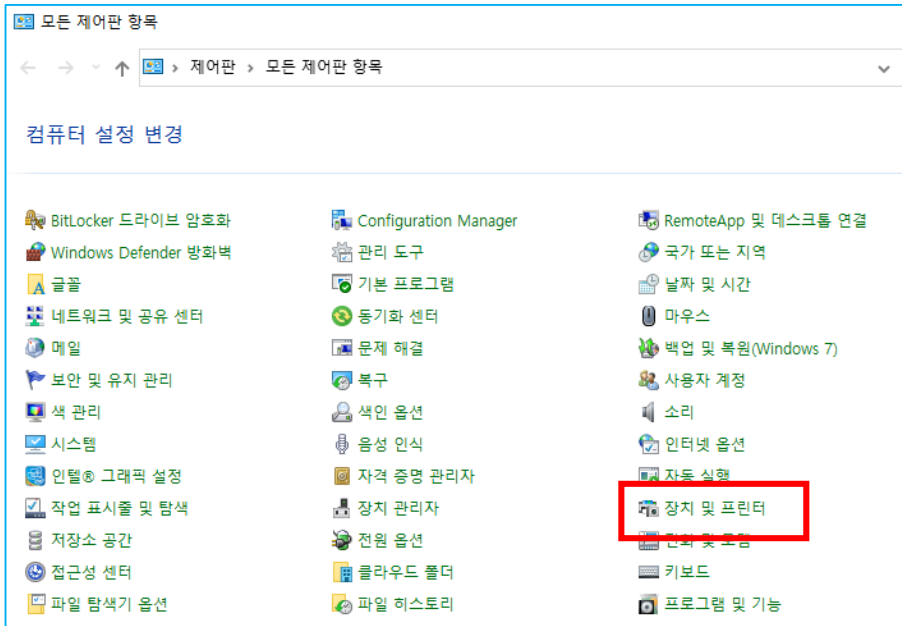 모든 제어판 항목
제어판 › 모든 제어판 항목
컴퓨터 설정 변경
BitLocker 드라이브 암호화 Configuration Manager RemoteApp 및 데스크톱 연결
Windows Defender 방화벽 관리 도구 국가 또는 지역
글꼴 기본 프로그램 날짜 및 시간
네트워크 및 공유 센터 동기화 센터 마우스
메일 문제 해결 백업 및 복원(Windows 7)
보안 및 유지 관리 복구 사용자 계정
색 관리 색인 옵션 소리
시스템 음성 인식 인터넷 옵션
인텔® 그래픽 설정 자격 증명 관리자 자동 실행
작업 표시줄 및 탐색 장치 관리자 장치 및 프린터
저장소 공간 전원 옵션 전화 및 모뎀
접근성 센터 클라우드 폴더 키보드
파일 탐색기 옵션 파일 히스토리 프로그램 및 기능